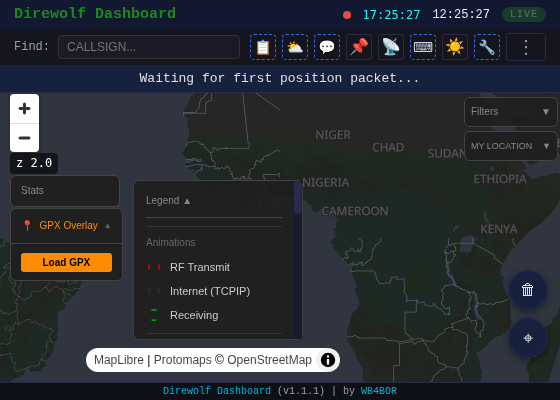 Direwolf Dashboard
17:25:27 12:25:27 LIVE
Find: CALLSIGN...
Waiting for first position packet...
+
−
z 2.0
Stats
📍 GPX Overlay ▲
Load GPX
Legend ▲
Animations
RF Transmit
Internet (TCPIP)
Receiving
Filters ▼
MY LOCATION ▼
NIGER
CHAD
SUDAN
NIGERIA
ETHIOPIA
CAMEROON
KENYA
MapLibre | Protomaps © OpenStreetMap
Direwolf Dashboard (v1.1.1) | by WB4BOR